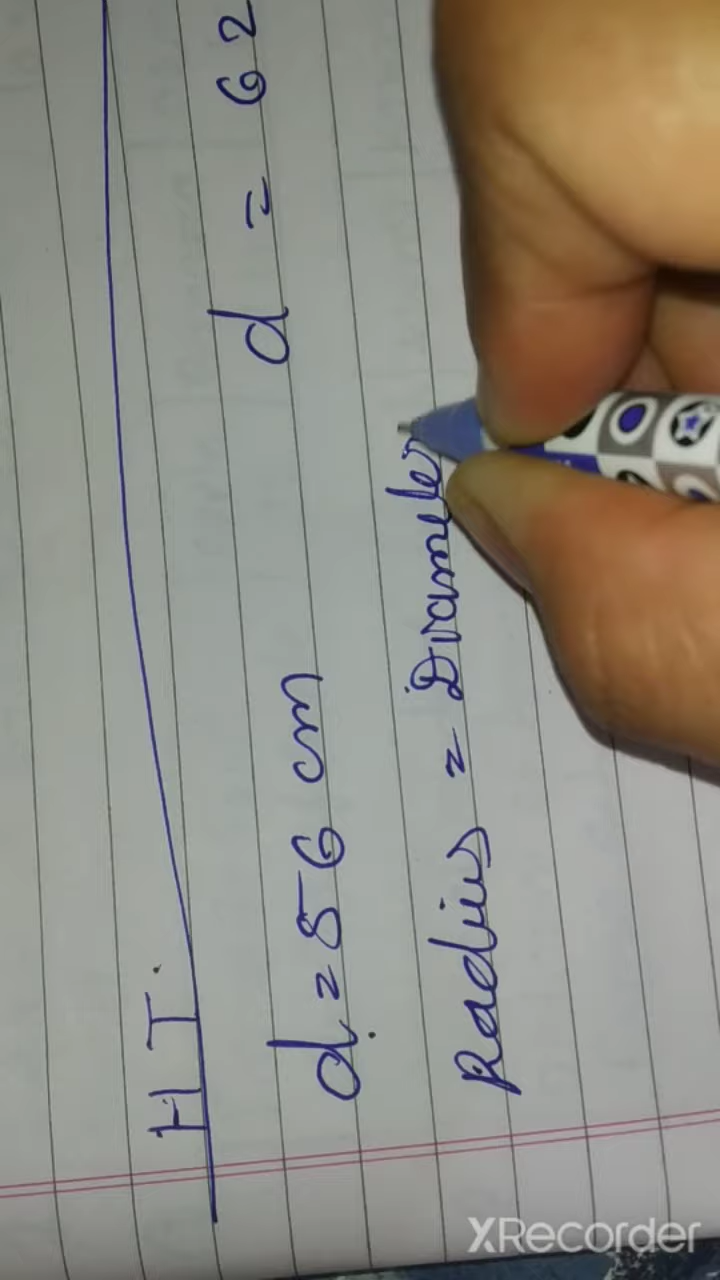 H T.
d = 56 cm d = 62
Radius = Diameter
XRecorder